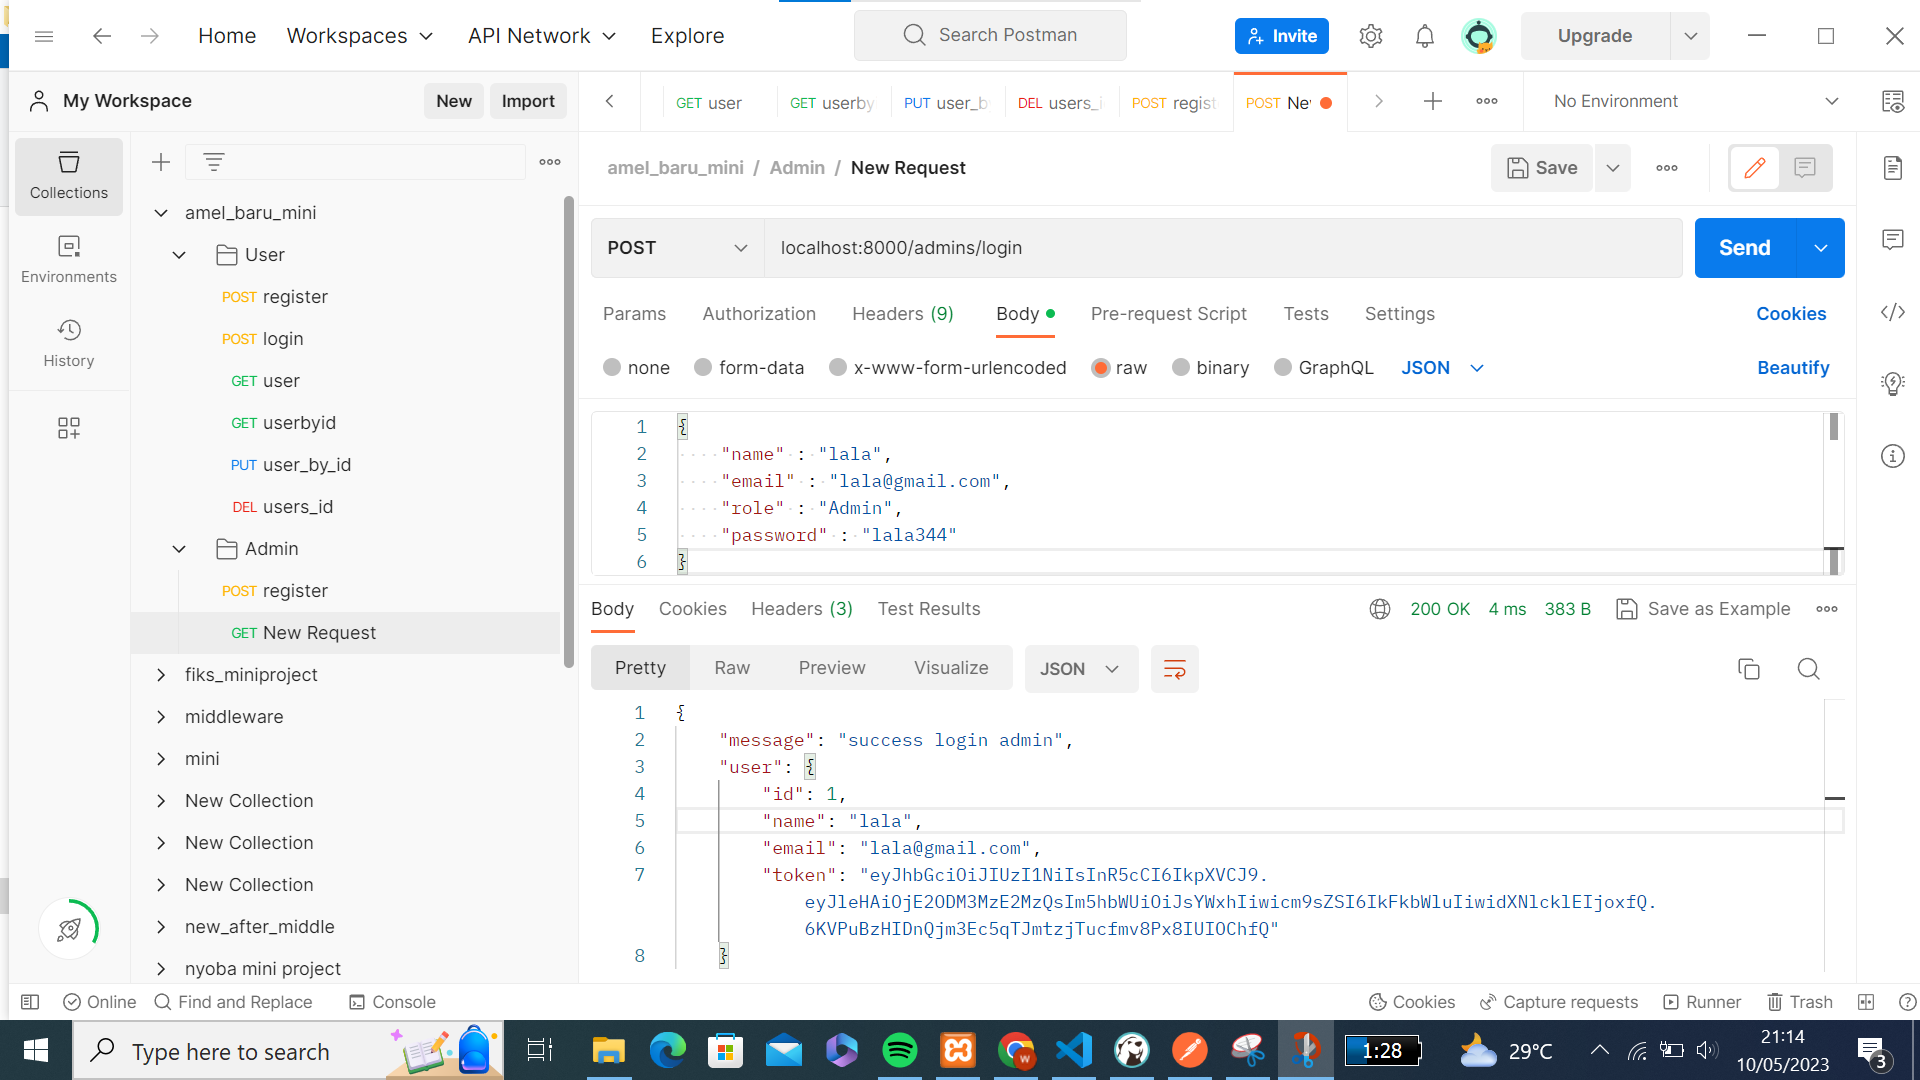 Home
Workspaces
API Network
Explore
Search Postman
Invite
Upgrade
My Workspace
New
Import
GET user
GET userby
PUT user_b
DEL users_i
POST regist
POST Ne
No Environment
Collections
Environments
History
amel_baru_mini
User
POST register
POST login
GET user
GET userbyid
PUT user_by_id
DEL users_id
Admin
POST register
GET New Request
fiks_miniproject
middleware
mini
New Collection
New Collection
New Collection
new_after_middle
nyoba mini project
amel_baru_mini / Admin / New Request
Save
POST
localhost:8000/admins/login
Send
Params
Authorization
Headers (9)
Body
Pre-request Script
Tests
Settings
Cookies
none
form-data
x-www-form-urlencoded
raw
binary
GraphQL
JSON
Beautify
1 {
2 "name" : "lala",
3 "email" : "lala@gmail.com",
4 "role" : "Admin",
5 "password" : "lala344"
6 }
Body
Cookies
Headers (3)
Test Results
200 OK
4 ms
383 B
Save as Example
Pretty
Raw
Preview
Visualize
JSON
1 {
2 "message": "success login admin",
3 "user": {
4 "id": 1,
5 "name": "lala",
6 "email": "lala@gmail.com",
7 "token": "eyJhbGciOiJIUzI1NiIsInR5cCI6IkpXVCJ9.
eyJleHAiOjE2ODM3MzE2MzQsIm5hbWUiOiJsYWxhIiwicm9sZSI6IkFkbWluIiwidXNlcklEIjoxfQ.
6KVPuBzHIDnQjm3Ec5qTJmtzjTucfmv8Px8IUIOChfQ"
8 }
Online
Find and Replace
Console
Cookies
Capture requests
Runner
Trash
Type here to search
1:28
29°C
21:14
10/05/2023
3